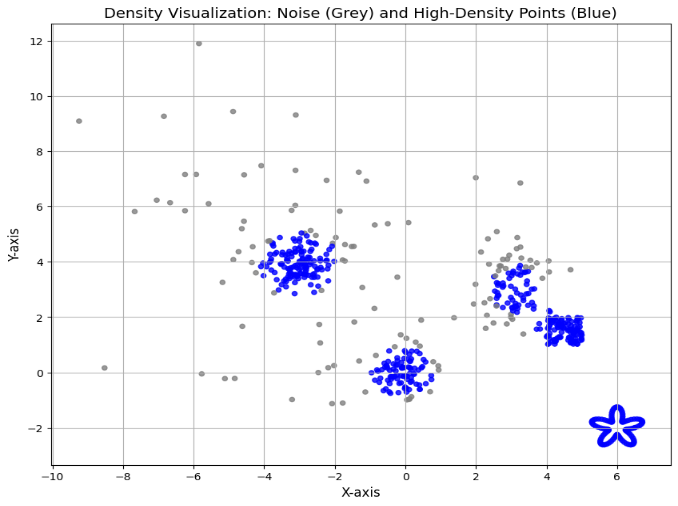 Density Visualization: Noise (Grey) and High-Density Points (Blue)
12
10
8
6
4
2
0
−2
Y-axis
−10 −8 −6 −4 −2 0 2 4 6
X-axis